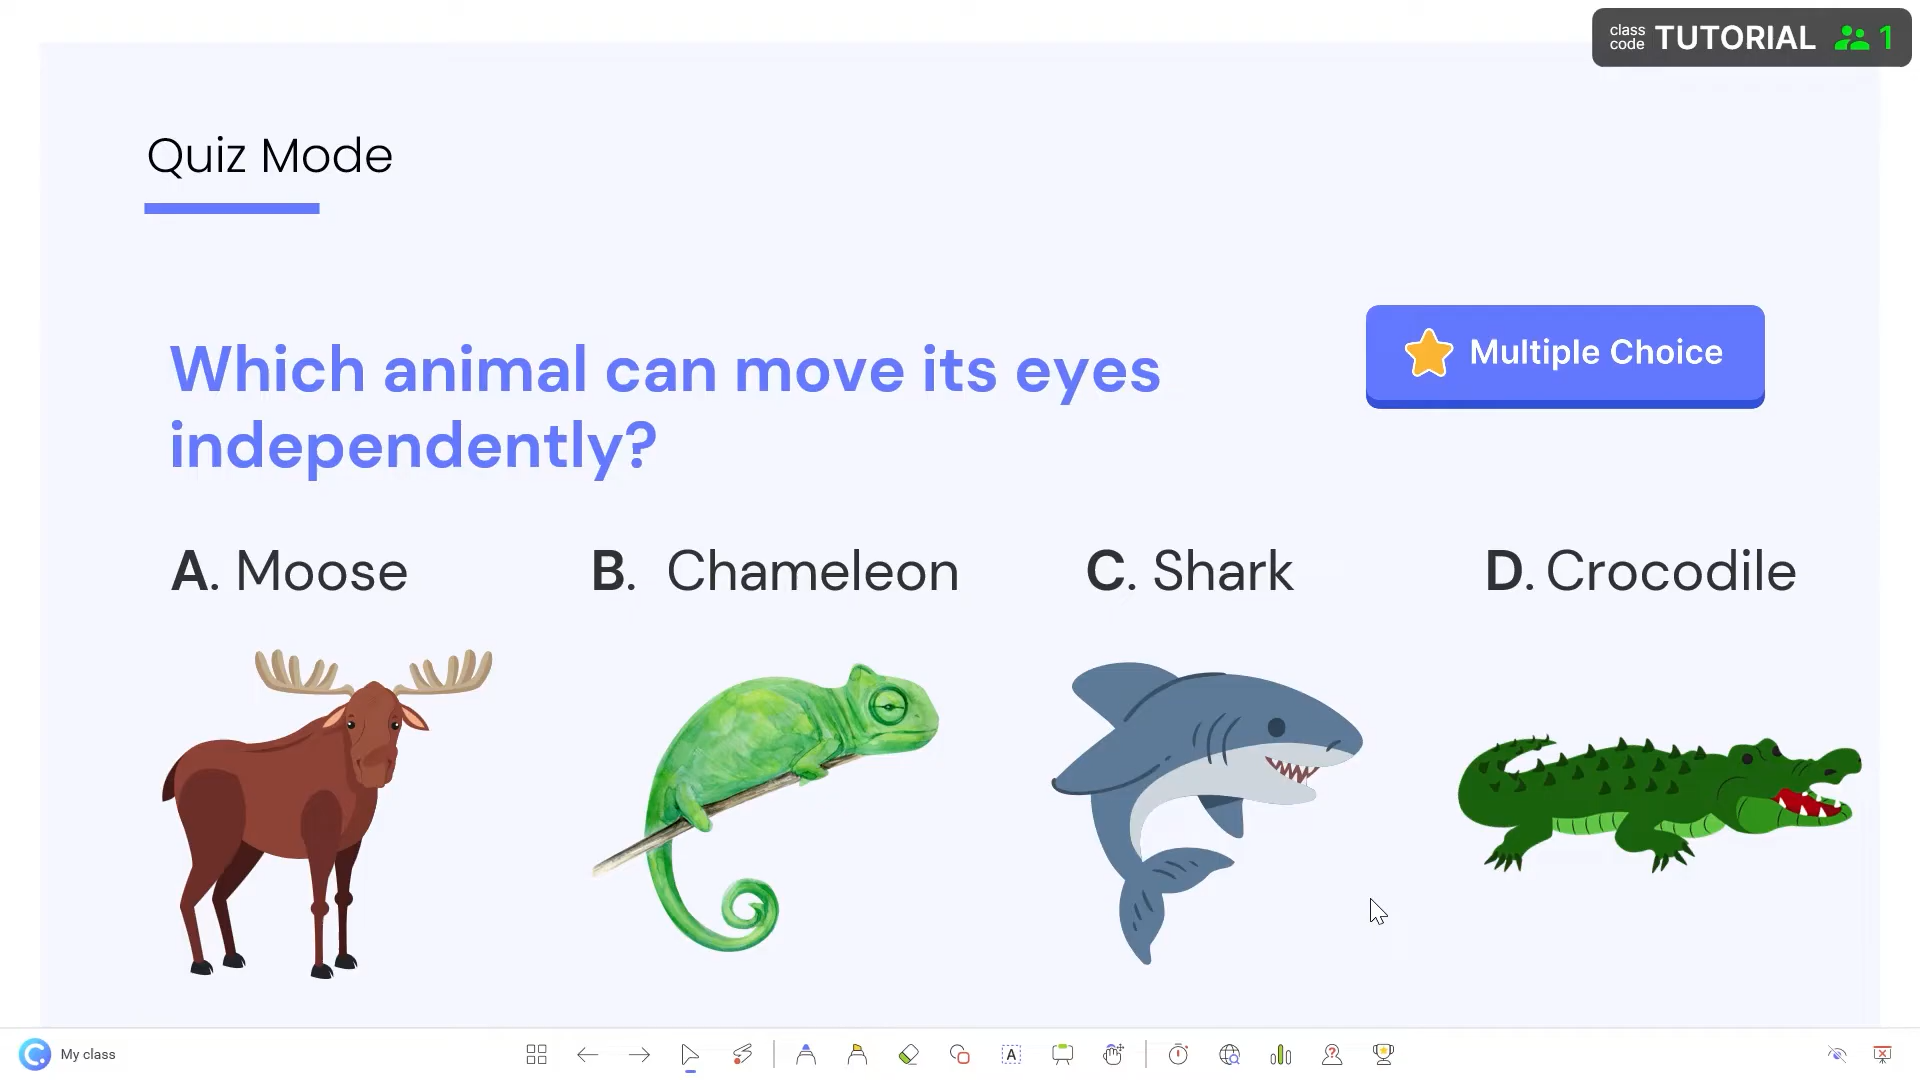 class
code TUTORIAL 1
Quiz Mode
Multiple Choice
Which animal can move its eyes
independently?
A. Moose
B. Chameleon
C. Shark
D. Crocodile
My class
A